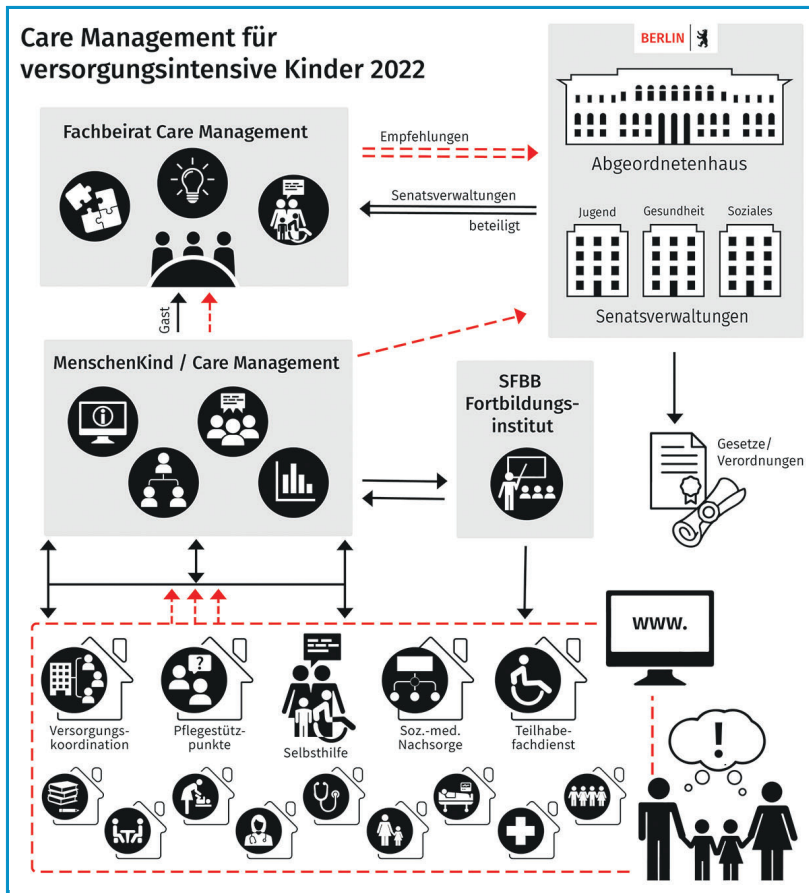 Care Management für
versorgungsintensive Kinder 2022
BERLIN
Fachbeirat Care Management
Empfehlungen
Abgeordnetenhaus
Senatsverwaltungen
beteiligt
Jugend
Gesundheit
Soziales
Senatsverwaltungen
Gast
MenschenKind / Care Management
SFBB
Fortbildungs-
institut
Gesetze/
Verordnungen
www.
?
!
Versorgungs-
koordination
Pflegestütz-
punkte
Selbsthilfe
Soz.-med.
Nachsorge
Teilhabe-
fachdienst